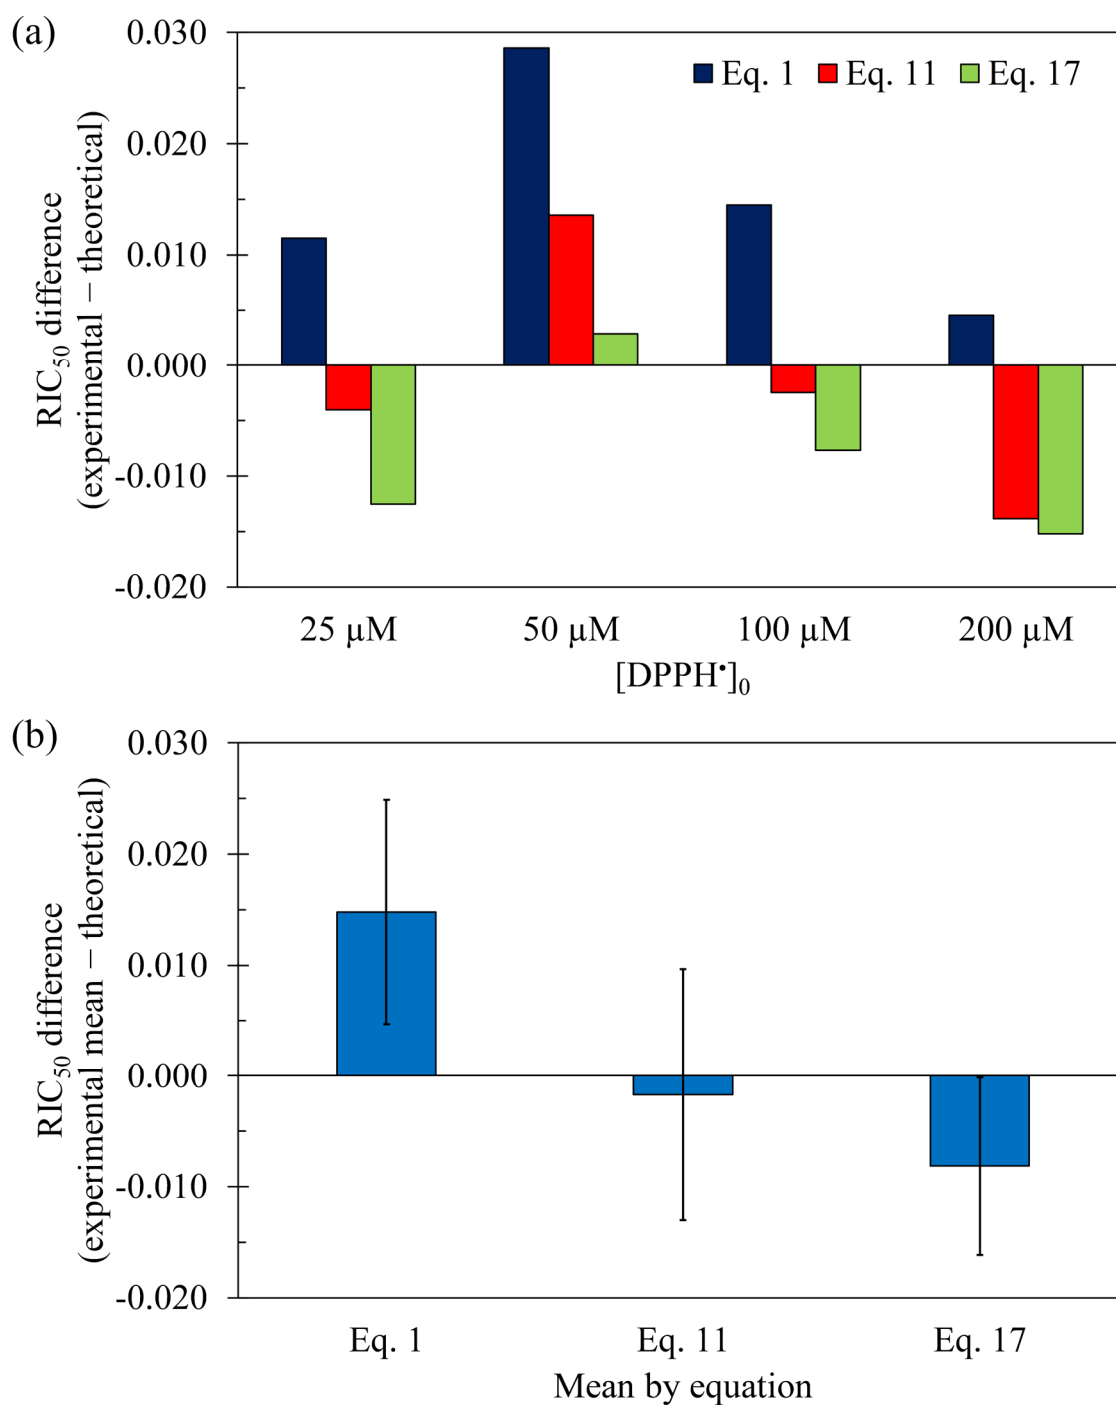 (a)
RIC₅₀ difference
(experimental – theoretical)
0.030
0.020
0.010
0.000
-0.010
-0.020
Eq. 1 Eq. 11 Eq. 17
25 μM 50 μM 100 μM 200 μM
[DPPH•]₀
(b)
RIC₅₀ difference
(experimental mean – theoretical)
0.030
0.020
0.010
0.000
-0.010
-0.020
Eq. 1 Eq. 11 Eq. 17
Mean by equation